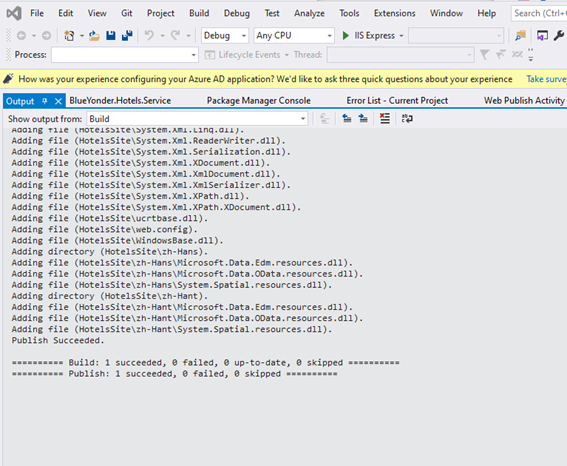 File Edit View Git Project Build Debug Test Analyze Tools Extensions Window Help Search (Ctrl+
Debug Any CPU IIS Express
Process: Lifecycle Events Thread:
How was your experience configuring your Azure AD application? We'd like to ask three quick questions about your experience Take surve
Output BlueYonder.Hotels.Service Package Manager Console Error List - Current Project Web Publish Activity
Show output from: Build
Adding file (HotelsSite\System.Xml.Linq.dll).
Adding file (HotelsSite\System.Xml.ReaderWriter.dll).
Adding file (HotelsSite\System.Xml.Serialization.dll).
Adding file (HotelsSite\System.Xml.XDocument.dll).
Adding file (HotelsSite\System.Xml.XmlDocument.dll).
Adding file (HotelsSite\System.Xml.XmlSerializer.dll).
Adding file (HotelsSite\System.Xml.XPath.dll).
Adding file (HotelsSite\System.Xml.XPath.XDocument.dll).
Adding file (HotelsSite\ucrtbase.dll).
Adding file (HotelsSite\web.config).
Adding file (HotelsSite\WindowsBase.dll).
Adding directory (HotelsSite\zh-Hans).
Adding file (HotelsSite\zh-Hans\Microsoft.Data.Edm.resources.dll).
Adding file (HotelsSite\zh-Hans\Microsoft.Data.OData.resources.dll).
Adding file (HotelsSite\zh-Hans\System.Spatial.resources.dll).
Adding directory (HotelsSite\zh-Hant).
Adding file (HotelsSite\zh-Hant\Microsoft.Data.Edm.resources.dll).
Adding file (HotelsSite\zh-Hant\Microsoft.Data.OData.resources.dll).
Adding file (HotelsSite\zh-Hant\System.Spatial.resources.dll).
Publish Succeeded.
========== Build: 1 succeeded, 0 failed, 0 up-to-date, 0 skipped ==========
========== Publish: 1 succeeded, 0 failed, 0 skipped ==========